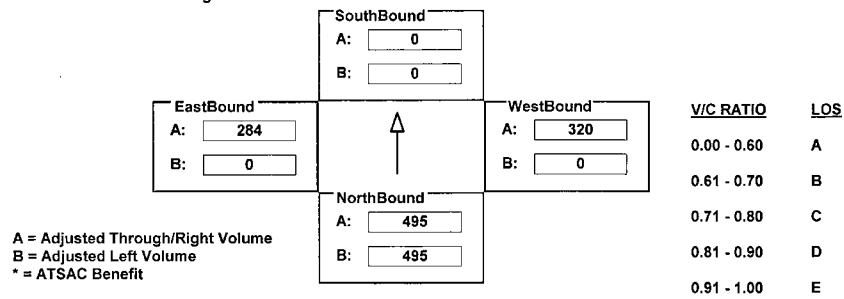 SouthBound
A: 0
B: 0
EastBound
A: 284
B: 0
WestBound
A: 320
B: 0
NorthBound
A: 495
B: 495
A = Adjusted Through/Right Volume
B = Adjusted Left Volume
* = ATSAC Benefit
V/C RATIO LOS
0.00 - 0.60 A
0.61 - 0.70 B
0.71 - 0.80 C
0.81 - 0.90 D
0.91 - 1.00 E